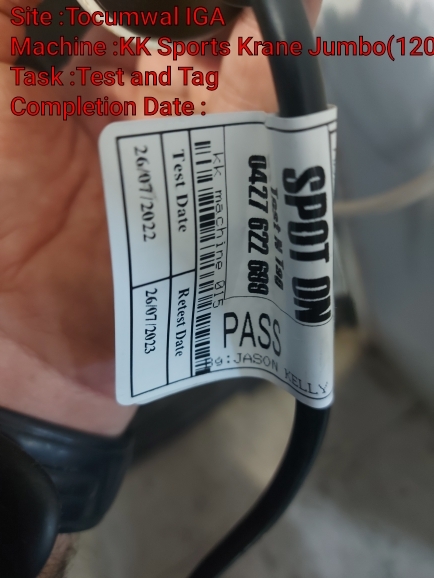 Site :Tocumwal IGA
Machine :KK Sports Krane Jumbo(120
Task :Test and Tag
Completion Date :
SPOT ON
Test N Tag
0427 622 688
PASS
By:JASON KELLY
kk machine 015
Test Date
Retest Date
26/07/2022
26/07/2023